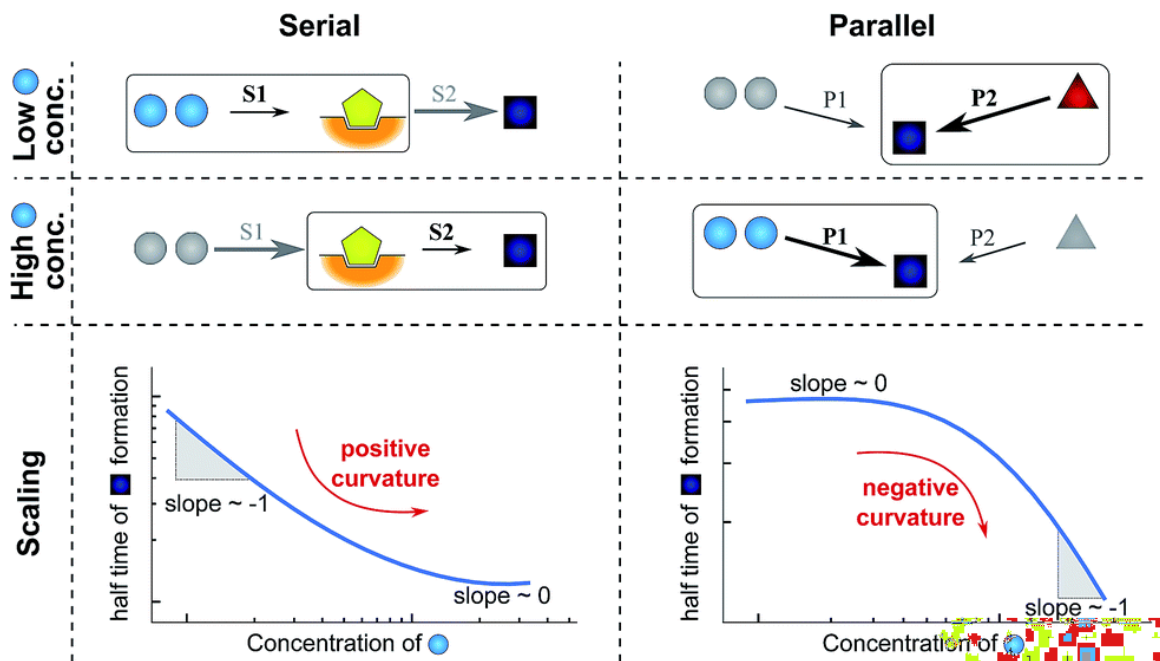 Serial
Parallel
Low
conc.
S1
S2
P1
P2
High
conc.
S1
S2
P1
P2
Scaling
half time of formation
slope ~ -1
positive
curvature
slope ~ 0
Concentration of
half time of formation
slope ~ 0
negative
curvature
slope ~ -1
Concentration of